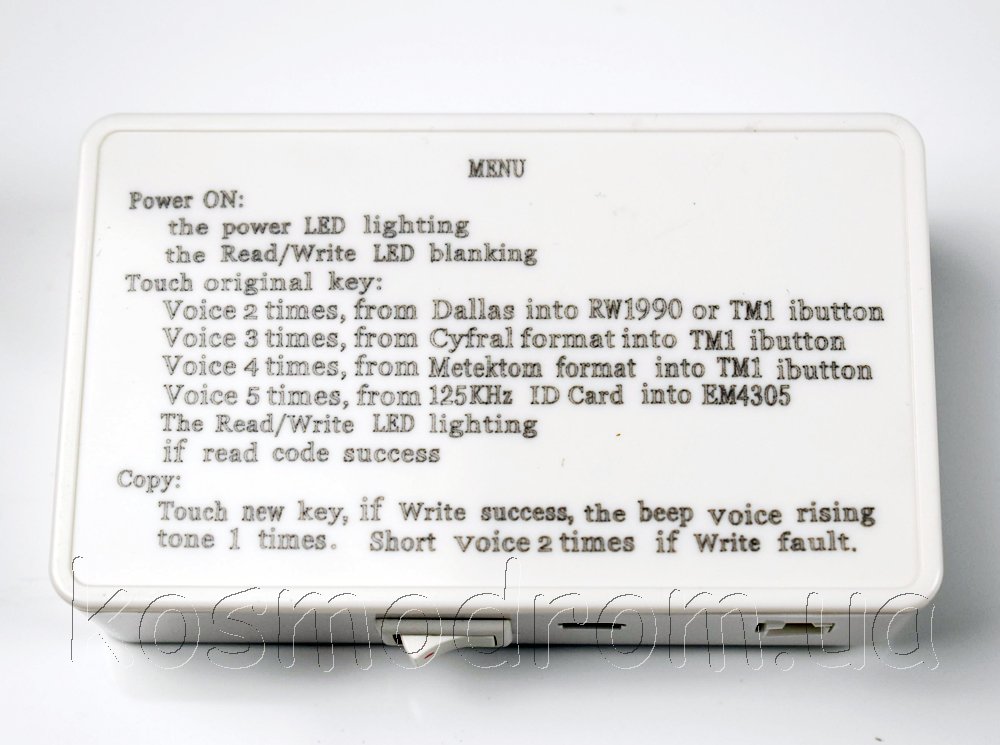 MENU
Power ON:
the power LED lighting
the Read/Write LED blanking
Touch original key:
Voice 2 times, from Dallas into RW1990 or TM1 ibutton
Voice 3 times, from Cyfral format into TM1 ibutton
Voice 4 times, from Metektom format into TM1 ibutton
Voice 5 times, from 125KHz ID Card into EM4305
The Read/Write LED lighting
if read code success
Copy:
Touch new key, if Write success, the beep voice rising
tone 1 times. Short voice 2 times if Write fault.
kosmodrom.ua